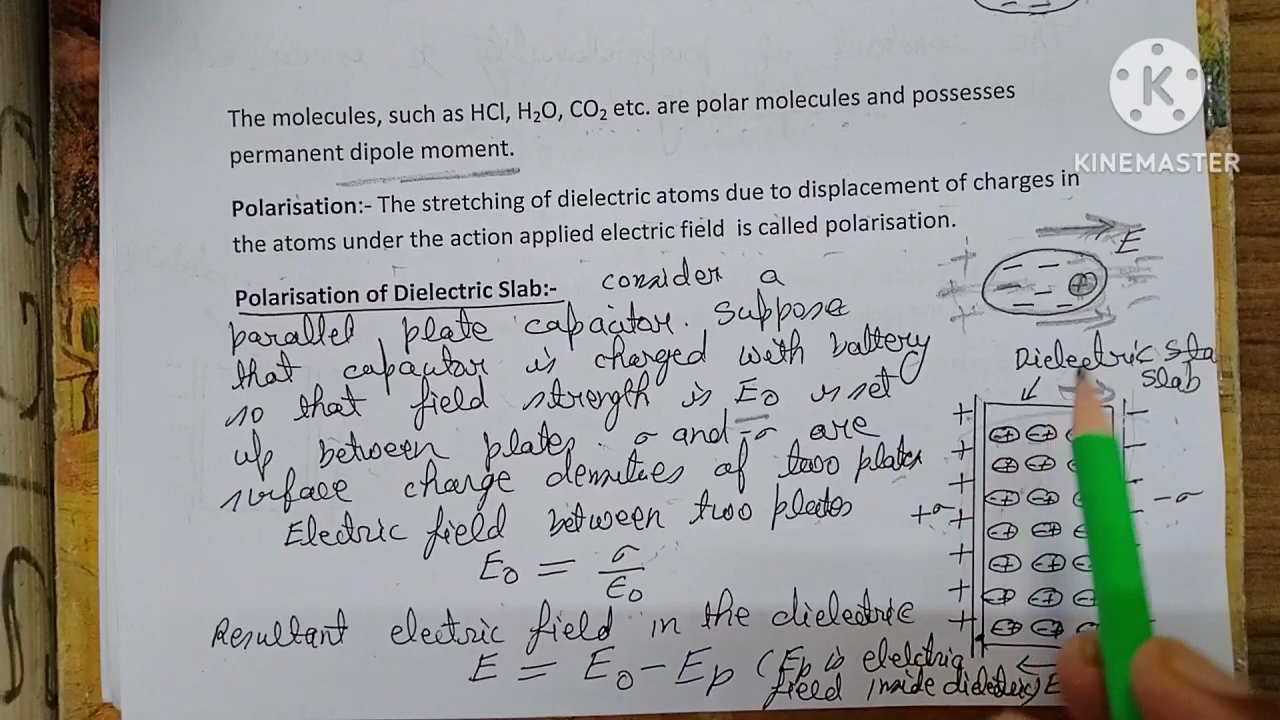 The molecules, such as HCl, H₂O, CO₂ etc. are polar molecules and possesses
permanent dipole moment.
KINEMASTER
Polarisation:- The stretching of dielectric atoms due to displacement of charges in
the atoms under the action applied electric field is called polarisation.
E
Polarisation of Dielectric Slab:- consider a
parallel plate capacitor. Suppose
that capacitor is charged with battery
so that field strength is E₀ is set
up between plates. σ and -σ are
surface charge densities of two plates
Electric field between two plates
E₀ = σ/ε₀
Resultant electric field in the dielectric
E = E₀ - Ep (Ep is electric
field inside dielectric)
Dielectric
Slab
+σ
-σ
E